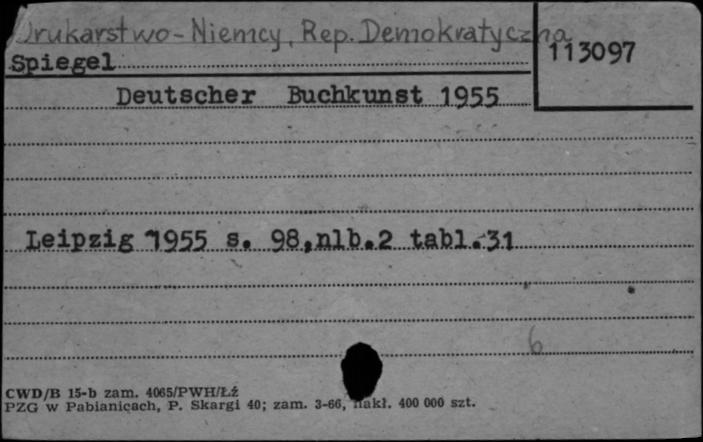 Drukarstwo - Niemcy, Rep. Demokratyczna
113097
Spiegel
Deutscher Buchkunst 1955
Leipzig 1955 s. 98,nlb.2 tabl.31
6
CWD/B 15-b zam. 4065/PWH/Łź
PZG w Pabianicach, P. Skargi 40; zam. 3-66, nakł. 400 000 szt.